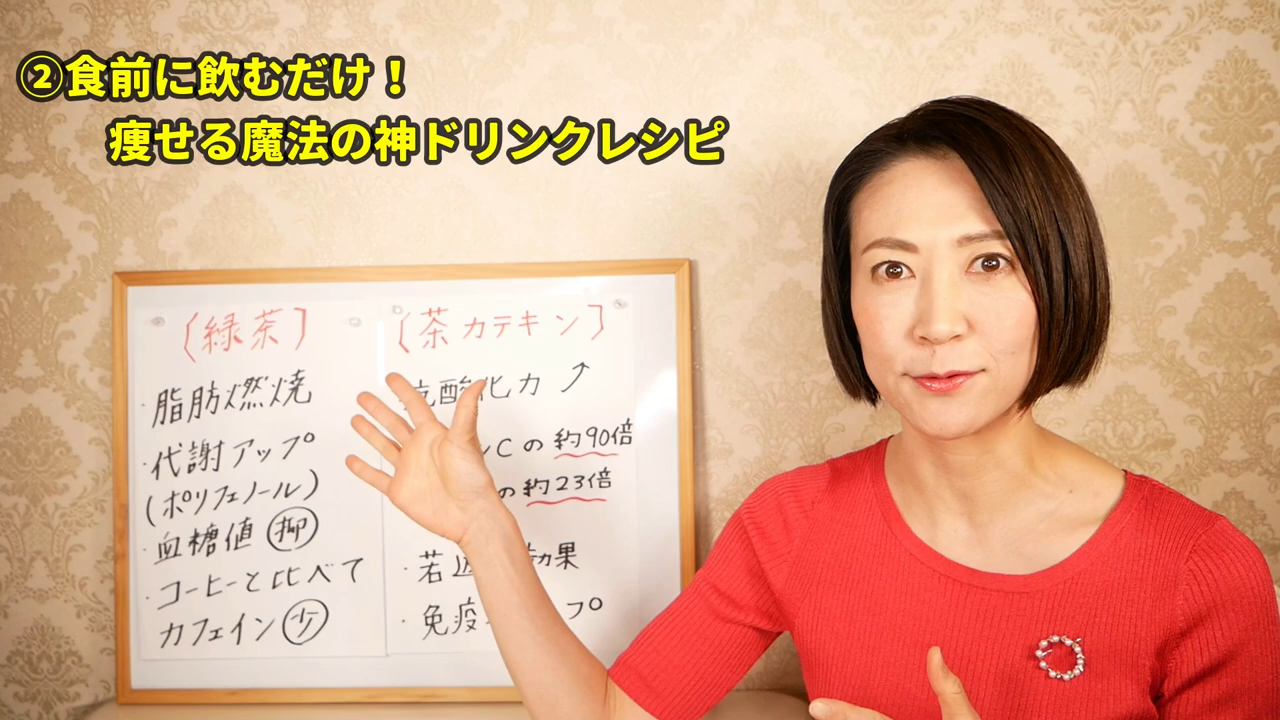 ②食前に飲むだけ！
痩せる魔法の神ドリンクレシピ
〔緑茶〕
・脂肪燃焼
・代謝アップ
(ポリフェノール)
・血糖値 抑
・コーヒーと比べて
カフェイン 少
〔茶カテキン〕
酸化力↑
Cの約90倍
の約23倍
・若 効果
・免疫 プ